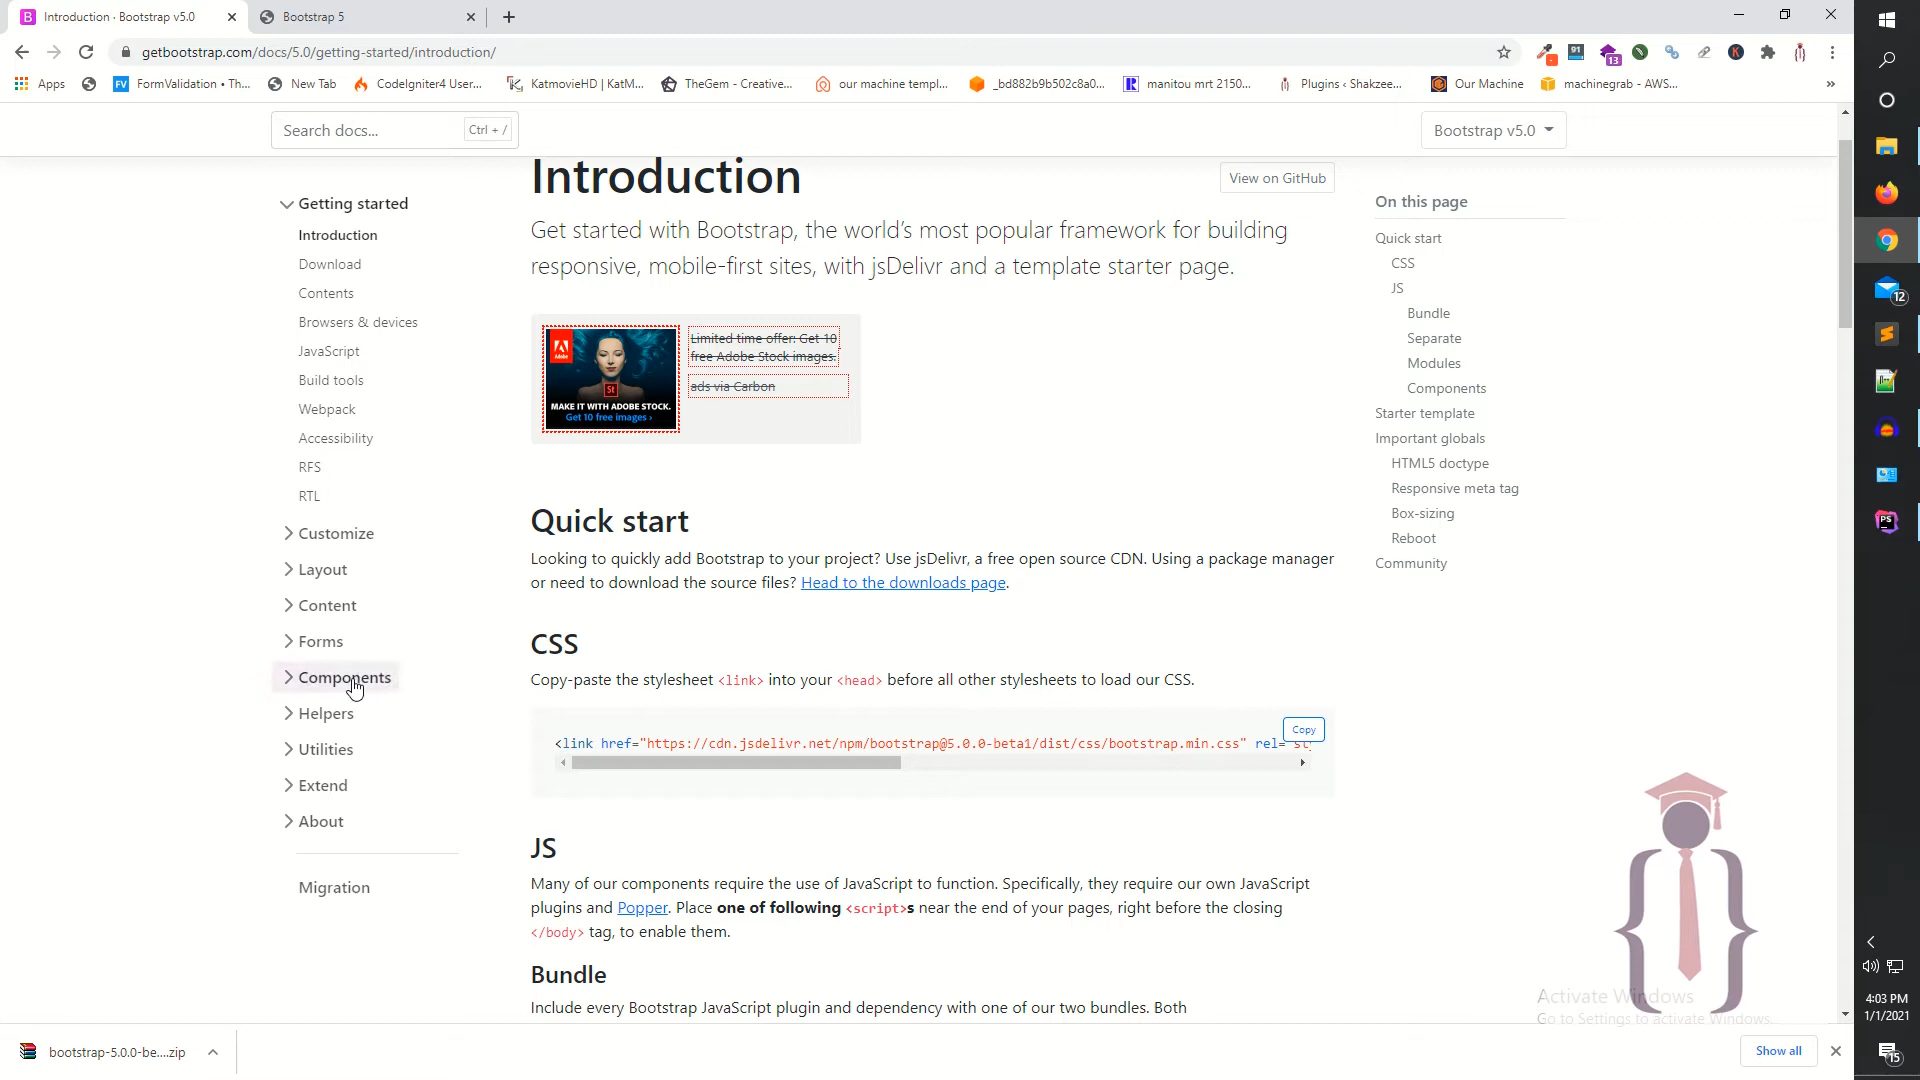 Introduction · Bootstrap v5.0
Bootstrap 5
getbootstrap.com/docs/5.0/getting-started/introduction/
91
13
Apps
FV
FormValidation • Th...
New Tab
CodeIgniter4 User...
KatmovieHD | KatM...
TheGem - Creative...
our machine templ...
_bd882b9b502c8a0...
manitou mrt 2150...
Plugins ‹ Shakzee...
Our Machine
machinegrab - AWS...
»
Search docs...
Ctrl + /
Bootstrap v5.0
Getting started
Introduction
Download
Contents
Browsers & devices
JavaScript
Build tools
Webpack
Accessibility
RFS
RTL
Customize
Layout
Content
Forms
Components
Helpers
Utilities
Extend
About
Migration
Introduction
View on GitHub
Get started with Bootstrap, the world’s most popular framework for building
responsive, mobile-first sites, with jsDelivr and a template starter page.
Adobe
St
MAKE IT WITH ADOBE STOCK.
Get 10 free images ›
Limited time offer: Get 10
free Adobe Stock images.
ads via Carbon
Quick start
Looking to quickly add Bootstrap to your project? Use jsDelivr, a free open source CDN. Using a package manager
or need to download the source files? Head to the downloads page.
CSS
Copy-paste the stylesheet <link> into your <head> before all other stylesheets to load our CSS.
Copy
<link href="https://cdn.jsdelivr.net/npm/bootstrap@5.0.0-beta1/dist/css/bootstrap.min.css" rel="st
JS
Many of our components require the use of JavaScript to function. Specifically, they require our own JavaScript
plugins and Popper. Place one of following <script>s near the end of your pages, right before the closing
</body> tag, to enable them.
Bundle
Include every Bootstrap JavaScript plugin and dependency with one of our two bundles. Both
On this page
Quick start
CSS
JS
Bundle
Separate
Modules
Components
Starter template
Important globals
HTML5 doctype
Responsive meta tag
Box-sizing
Reboot
Community
Activate Windows
Go to Settings to activate Windows.
bootstrap-5.0.0-be....zip
Show all
12
PS
4:03 PM
1/1/2021
15